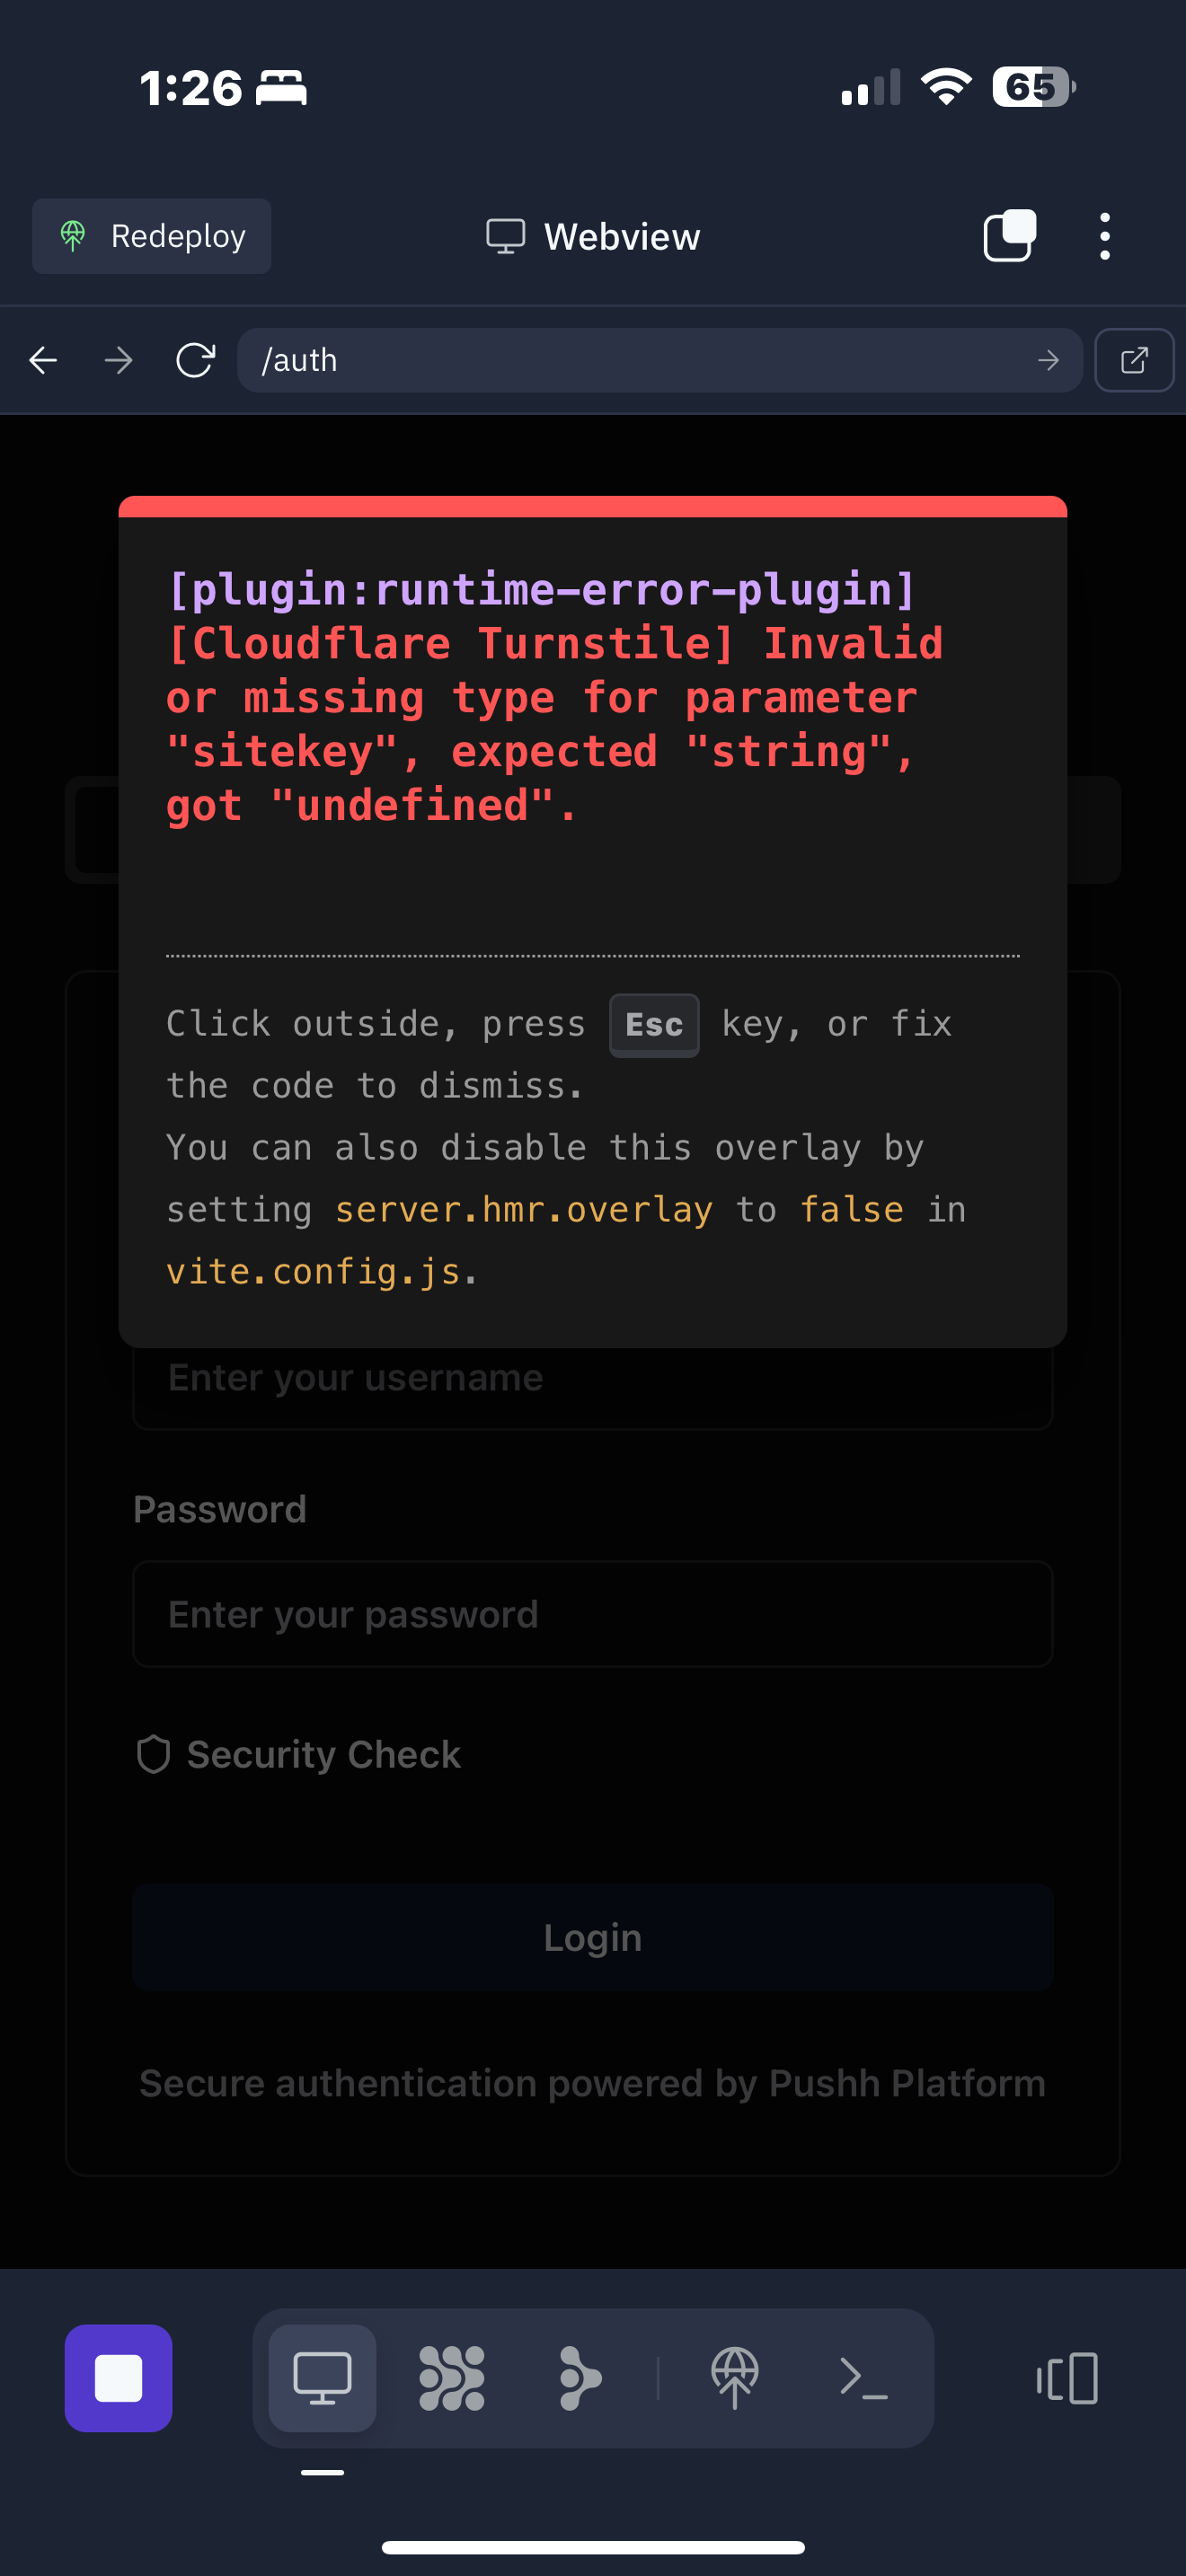 1:26
65
Redeploy
Webview
/auth
[plugin:runtime-error-plugin]
[Cloudflare Turnstile] Invalid
or missing type for parameter
"sitekey", expected "string",
got "undefined".
Click outside, press Esc key, or fix
the code to dismiss.
You can also disable this overlay by
setting server.hmr.overlay to false in
vite.config.js.
Enter your username
Password
Enter your password
Security Check
Login
Secure authentication powered by Pushh Platform